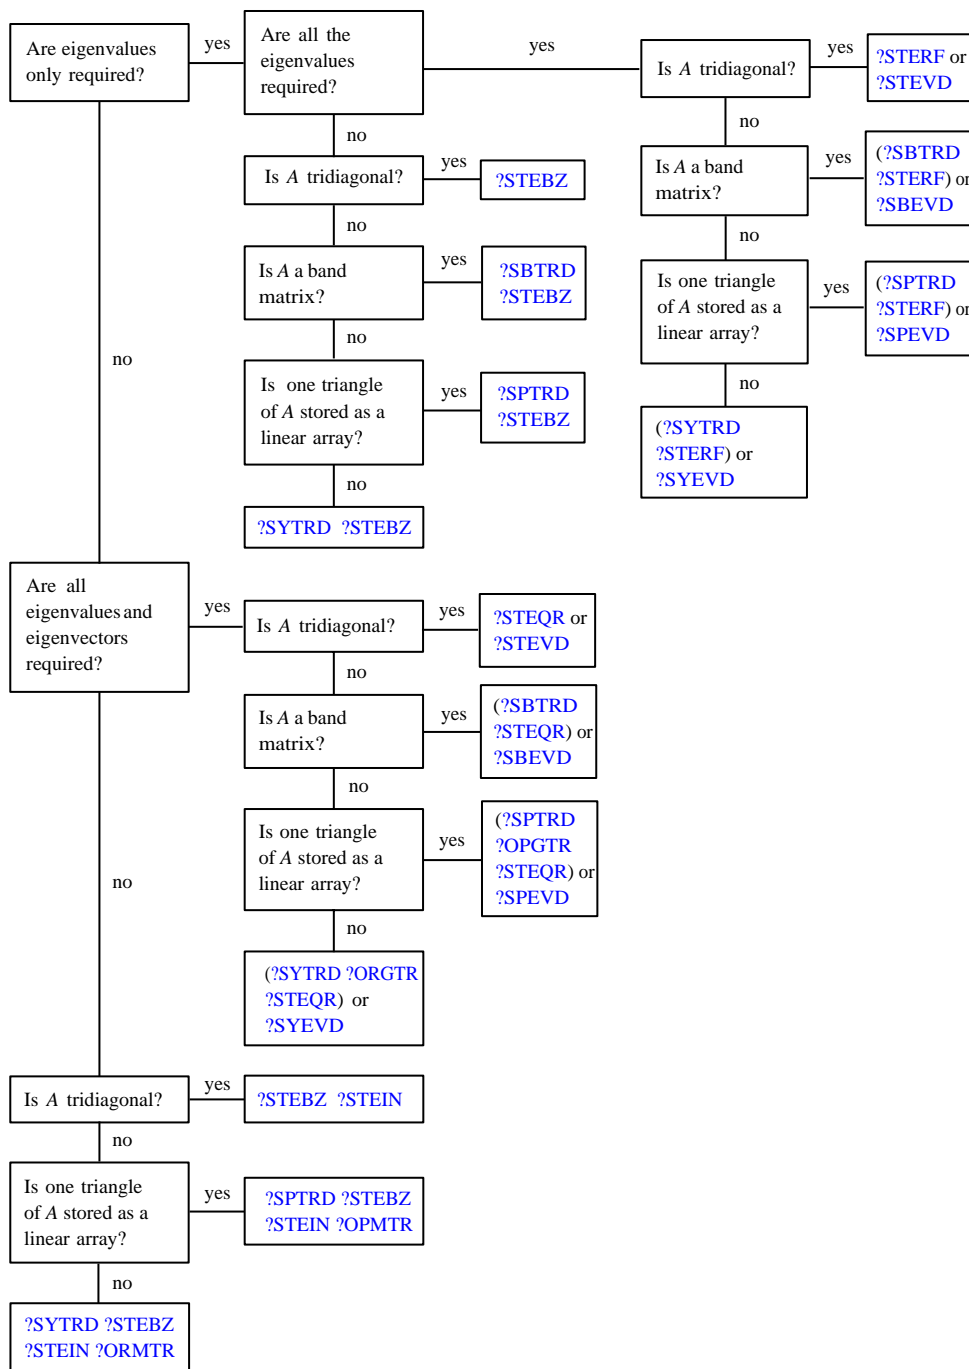 Are eigenvalues
only required?
yes
Are all the
eigenvalues
required?
yes
Is A tridiagonal?
yes
?STERF or
?STEVD
no
no
Is A tridiagonal?
yes
?STEBZ
Is A a band
matrix?
yes
(?SBTRD
?STERF) or
?SBEVD
no
no
Is A a band
matrix?
yes
?SBTRD
?STEBZ
Is one triangle
of A stored as a
linear array?
yes
(?SPTRD
?STERF) or
?SPEVD
no
no
no
Is one triangle
of A stored as a
linear array?
yes
?SPTRD
?STEBZ
(?SYTRD
?STERF) or
?SYEVD
no
?SYTRD ?STEBZ
Are all
eigenvalues and
eigenvectors
required?
yes
Is A tridiagonal?
yes
?STEQR or
?STEVD
no
Is A a band
matrix?
yes
(?SBTRD
?STEQR) or
?SBEVD
no
Is one triangle
of A stored as a
linear array?
yes
(?SPTRD
?OPGTR
?STEQR) or
?SPEVD
no
no
(?SYTRD ?ORGTR
?STEQR) or
?SYEVD
Is A tridiagonal?
yes
?STEBZ ?STEIN
no
Is one triangle
of A stored as a
linear array?
yes
?SPTRD ?STEBZ
?STEIN ?OPMTR
no
?SYTRD ?STEBZ
?STEIN ?ORMTR